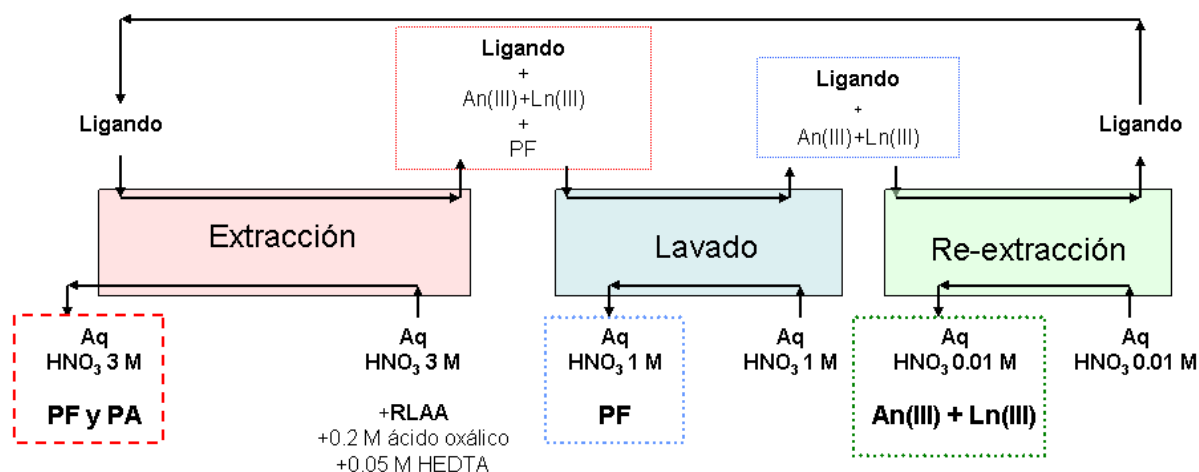 Ligando
+
An(III)+Ln(III)
+
PF
Ligando
+
An(III)+Ln(III)
Ligando
Ligando
Extracción
Lavado
Re-extracción
Aq
HNO₃ 3 M
PF y PA
Aq
HNO₃ 3 M
+RLAA
+0.2 M ácido oxálico
+0.05 M HEDTA
Aq
HNO₃ 1 M
PF
Aq
HNO₃ 1 M
Aq
HNO₃ 0.01 M
An(III) + Ln(III)
Aq
HNO₃ 0.01 M